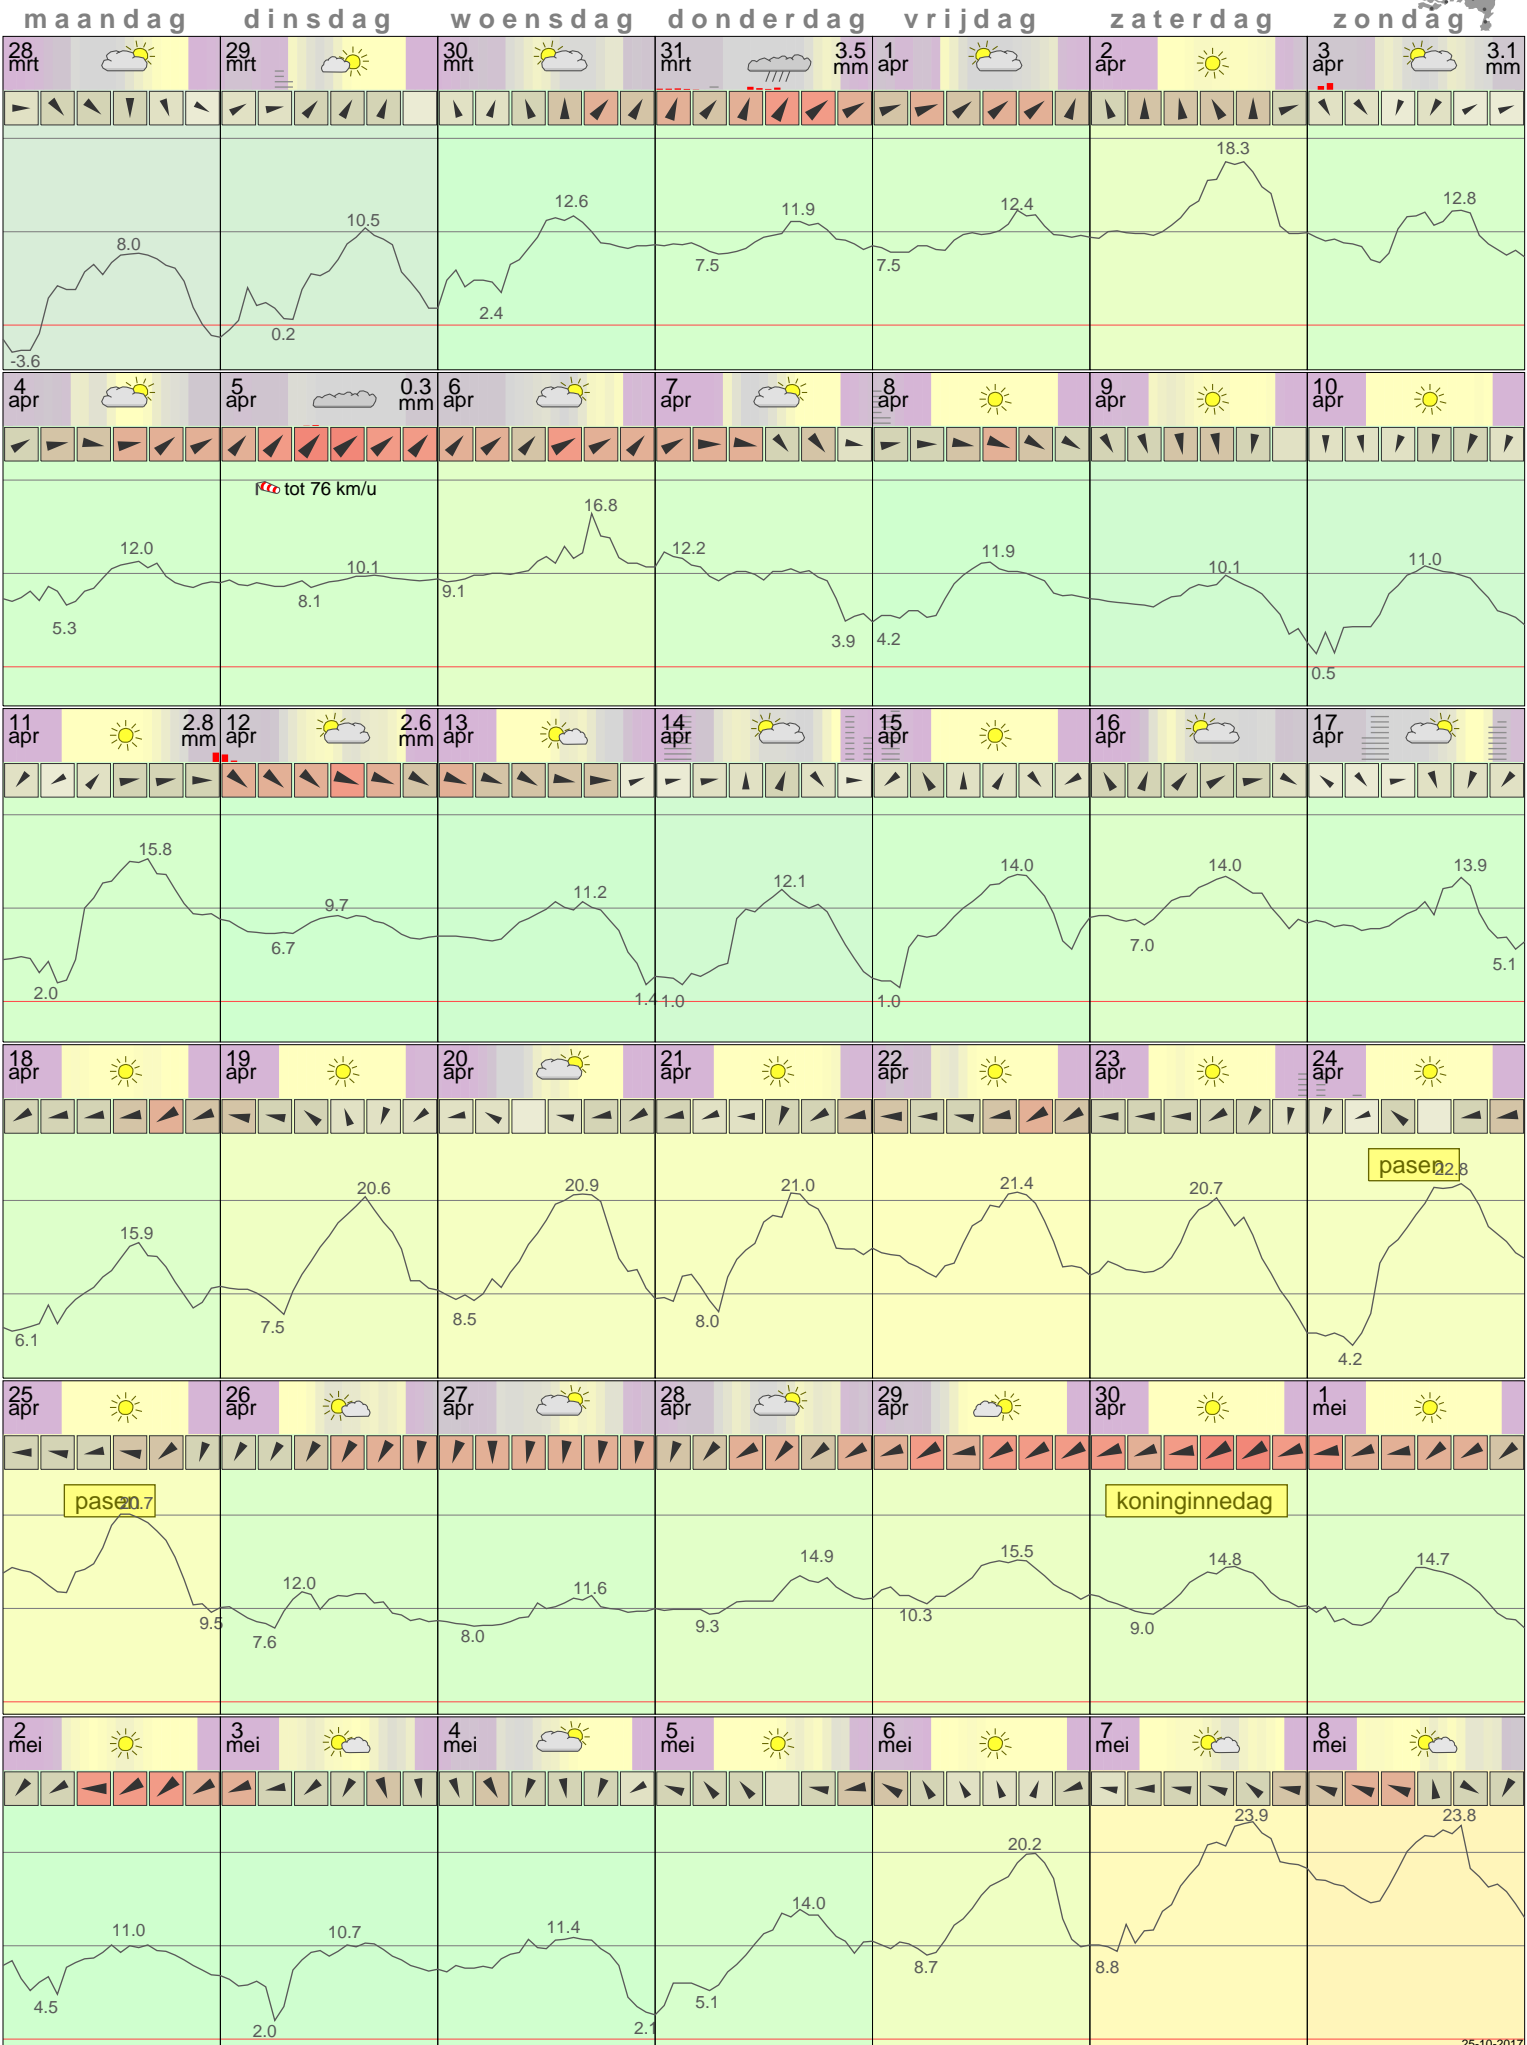 maandag dinsdag woensdag donderdag vrijdag zaterdag zondag
28 29 30 31 3.5 1 2 3 3.1
mrt mrt mrt mrt mm apr apr apr mm
18.3
12.6 11.9 12.4 12.8
10.5
8.0
7.5 7.5
2.4
0.2
-3.6
4 5 0.3 6 7 8 9 10
apr apr mm apr apr apr apr apr
tot 76 km/u
16.8
12.0 10.1 12.2 11.9 10.1 11.0
8.1 9.1
5.3 3.9 4.2
0.5
11 2.8 12 2.6 13 14 15 16 17
apr mm apr mm apr apr apr apr apr
15.8 14.0 14.0 13.9
9.7 11.2 12.1
6.7 7.0
5.1
2.0 1.4 1.0 1.0
18 19 20 21 22 23 24
apr apr apr apr apr apr apr
pasen
22.8
20.6 20.9 21.0 21.4 20.7
15.9
7.5 8.5 8.0
6.1 4.2
25 26 27 28 29 30 1
apr apr apr apr apr apr mei
pasen koninginnedag
20.7
14.9 15.5 14.8 14.7
12.0 11.6
9.5 10.3
7.6 8.0 9.3 9.0
2 3 4 5 6 7 8
mei mei mei mei mei mei mei
23.9 23.8
20.2
14.0
11.0 10.7 11.4
8.7 8.8
4.5 5.1
2.0 2.1
25-10-2017